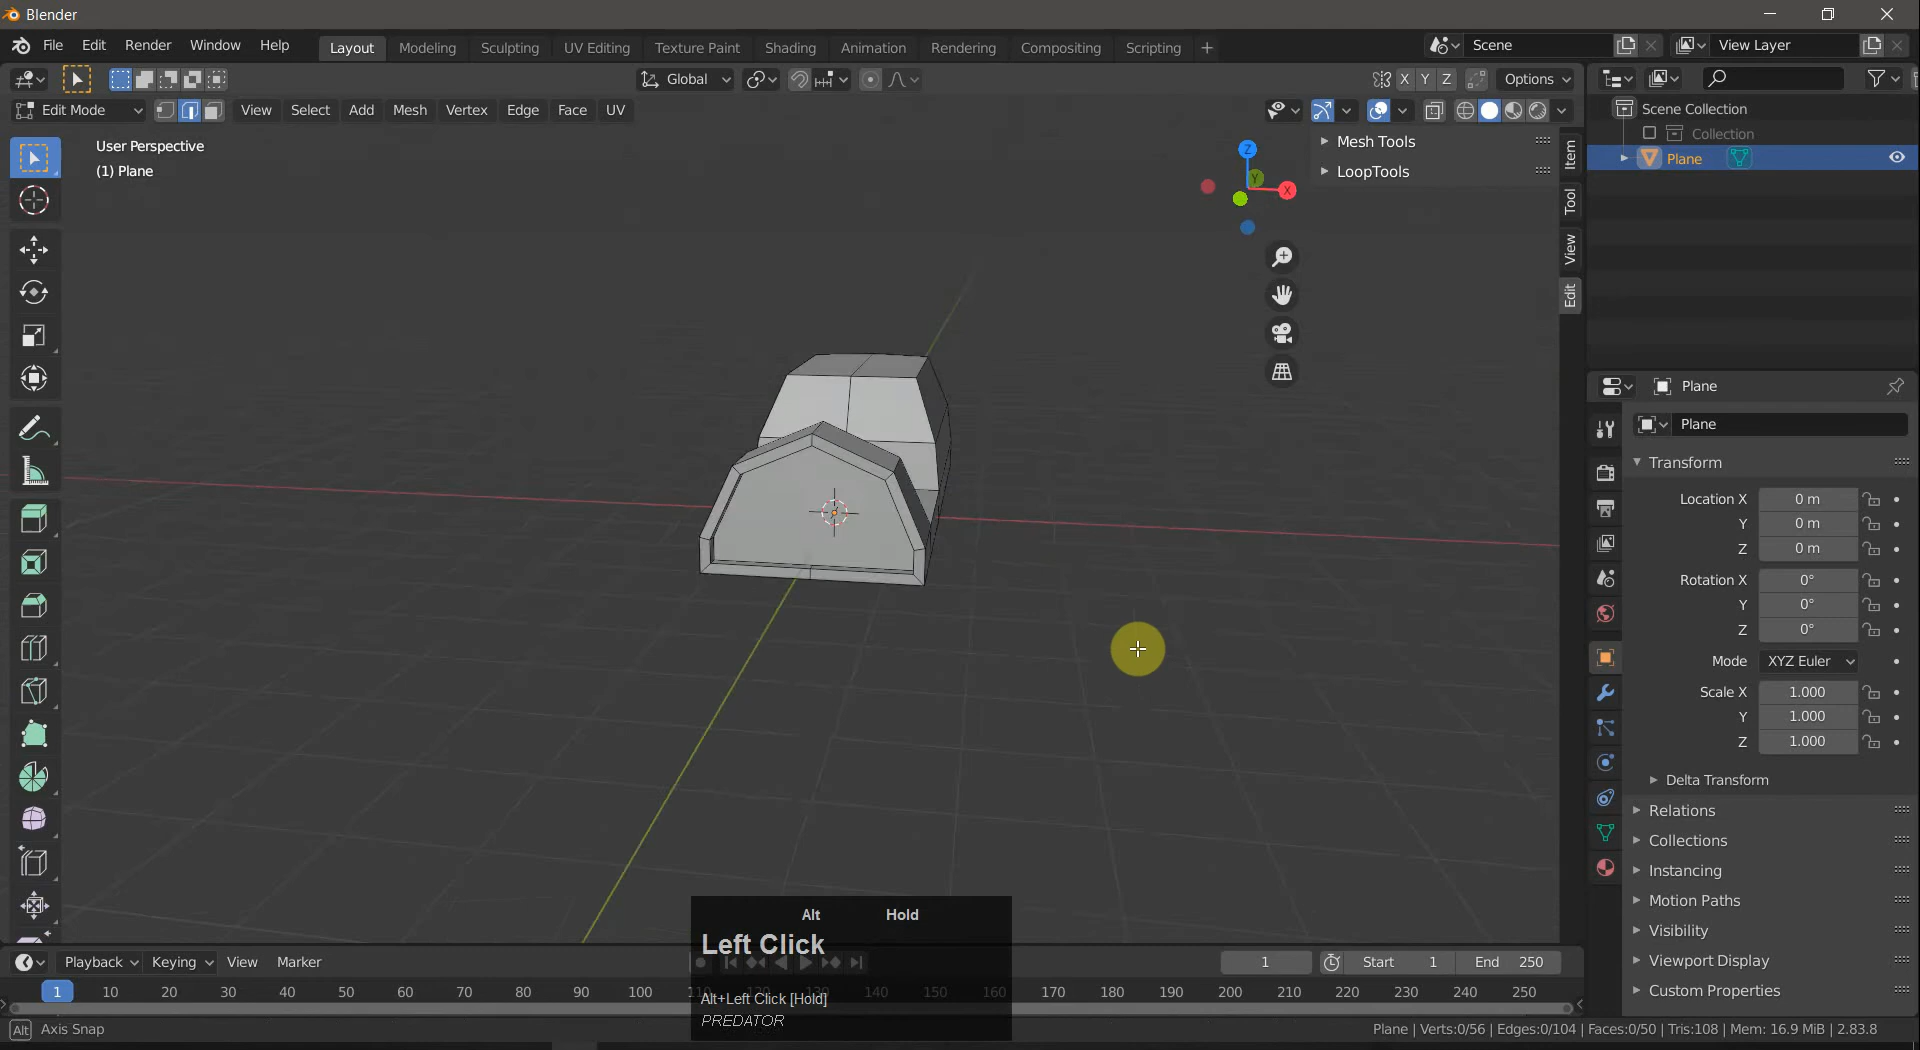 Blender
File Edit Render Window Help Layout Modeling Sculpting UV Editing Texture Paint Shading Animation Rendering Compositing Scripting + Scene View Layer
Global X Y Z Options
Edit Mode View Select Add Mesh Vertex Edge Face UV
User Perspective
(1) Plane
Z
Y
X
Mesh Tools
LoopTools
Item
Tool
View
Edit
Scene Collection
Collection
Plane
Plane
Plane
Transform
Location X 0 m
Y 0 m
Z 0 m
Rotation X 0°
Y 0°
Z 0°
Mode XYZ Euler
Scale X 1.000
Y 1.000
Z 1.000
Delta Transform
Relations
Collections
Instancing
Motion Paths
Visibility
Viewport Display
Custom Properties
Alt Hold
Left Click
Alt+Left Click [Hold]
PREDATOR
Playback Keying View Marker 1 Start 1 End 250
1 10 20 30 40 50 60 70 80 90 100 110 120 130 140 150 160 170 180 190 200 210 220 230 240 250
Alt Axis Snap
Plane | Verts:0/56 | Edges:0/104 | Faces:0/50 | Tris:108 | Mem: 16.9 MiB | 2.83.8